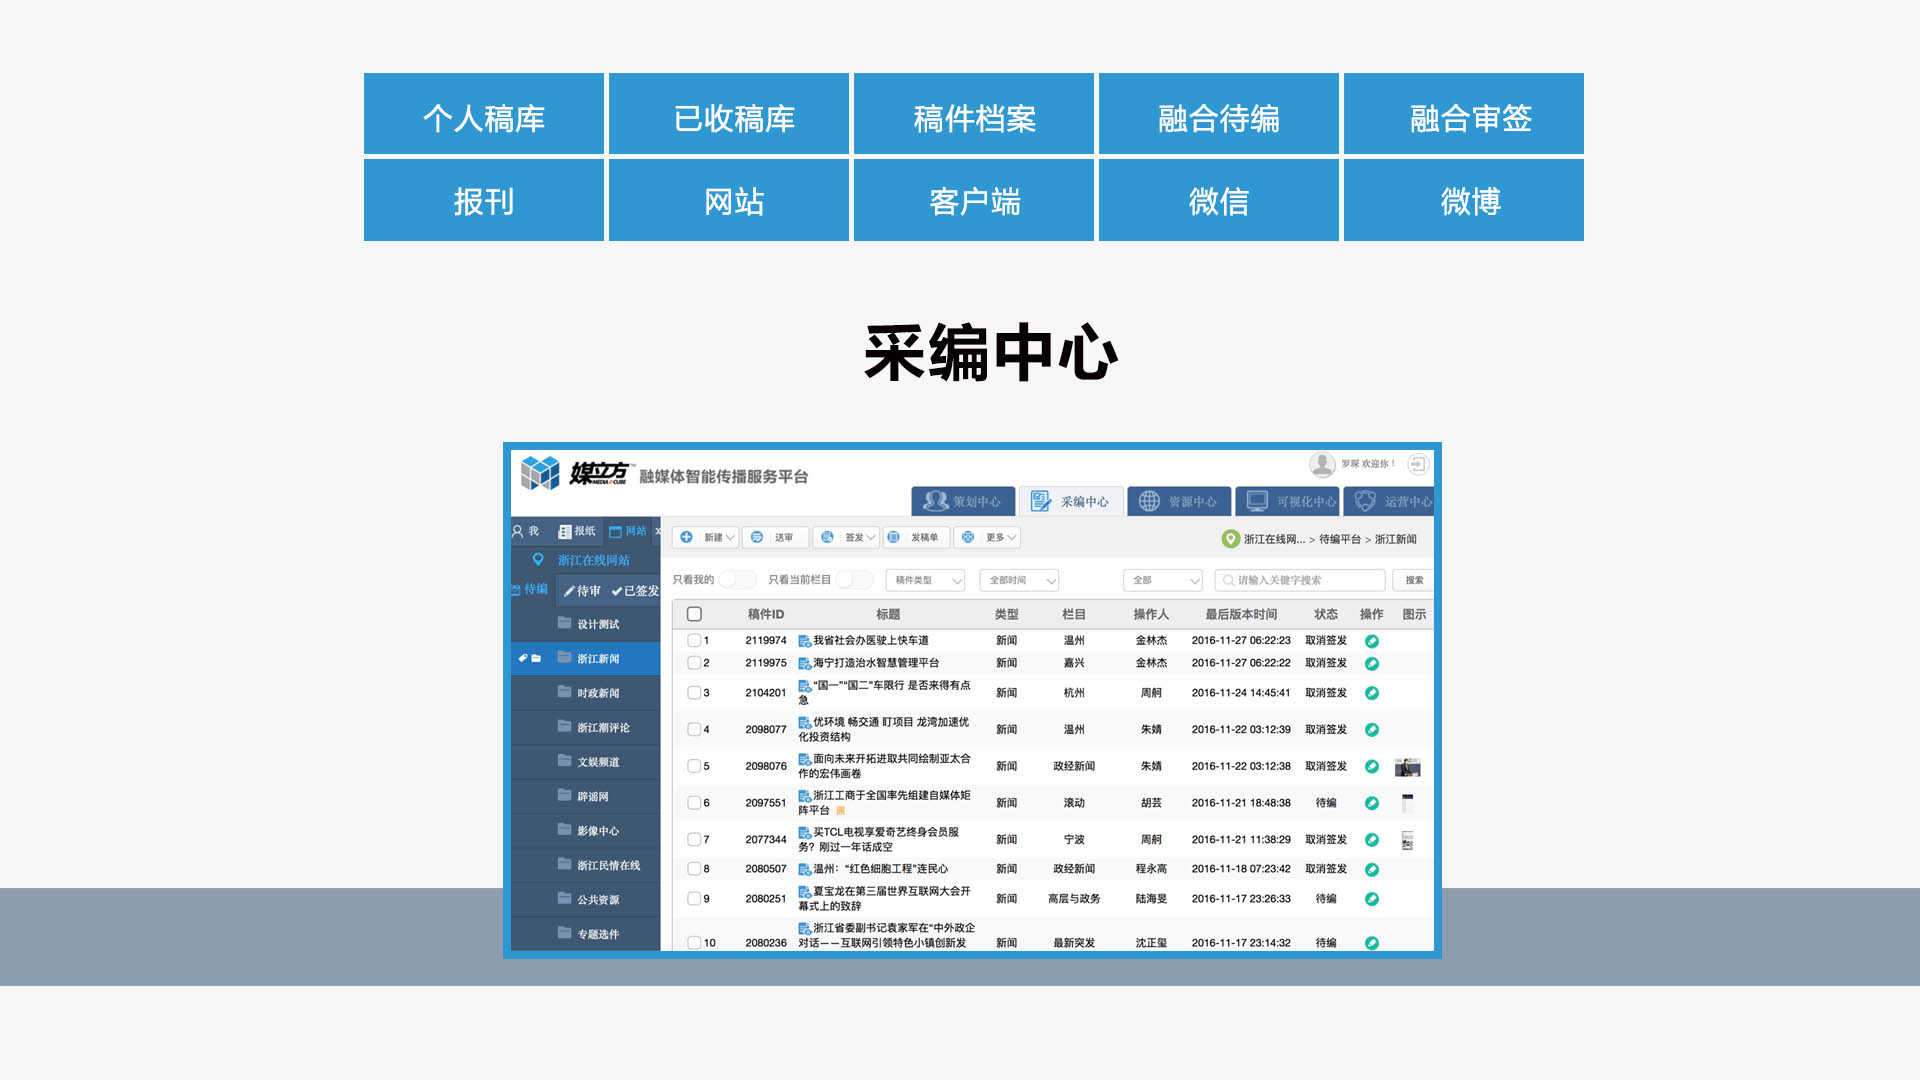 个人稿库 已收稿库 稿件档案 融合待编 融合审签
报刊 网站 客户端 微信 微博
采编中心
媒立方™ MEDIA CUBE 融媒体智能传播服务平台
罗琛 欢迎你！
策划中心 采编中心 资源中心 可视化中心 运营中心
我 报纸 网站 »
新建 送审 签发 发稿单 更多
浙江在线网... > 待编平台 > 浙江新闻
浙江在线网站
待编 待审 已签发
只看我的 只看当前栏目 稿件类型 全部时间 全部 请输入关键字搜索 搜索
设计测试
浙江新闻
时政新闻
浙江潮评论
文娱频道
辟谣网
影像中心
浙江民情在线
公共资源
专题选件
稿件ID 标题 类型 栏目 操作人 最后版本时间 状态 操作 图示
1 2119974 我省社会办医驶上快车道 新闻 温州 金林杰 2016-11-27 06:22:23 取消签发
2 2119975 海宁打造治水智慧管理平台 新闻 嘉兴 金林杰 2016-11-27 06:22:22 取消签发
3 2104201 “国一”“国二”车限行 是否来得有点
急 新闻 杭州 周舸 2016-11-24 14:45:41 取消签发
4 2098077 优环境 畅交通 盯项目 龙湾加速优
化投资结构 新闻 温州 朱婧 2016-11-22 03:12:39 取消签发
5 2098076 面向未来开拓进取共同绘制亚太合
作的宏伟画卷 新闻 政经新闻 朱婧 2016-11-22 03:12:38 取消签发
6 2097551 浙江工商于全国率先组建自媒体矩
阵平台 新闻 滚动 胡芸 2016-11-21 18:48:38 待编
7 2077344 买TCL电视享爱奇艺终身会员服
务？刚过一年话成空 新闻 宁波 周舸 2016-11-21 11:38:29 取消签发
8 2080507 温州：“红色细胞工程”连民心 新闻 政经新闻 程永高 2016-11-18 07:23:42 取消签发
9 2080251 夏宝龙在第三届世界互联网大会开
幕式上的致辞 新闻 高层与政务 陆海旻 2016-11-17 23:26:33 待编
10 2080236 浙江省委副书记袁家军在“中外政企
对话——互联网引领特色小镇创新发 新闻 最新突发 沈正玺 2016-11-17 23:14:32 待编